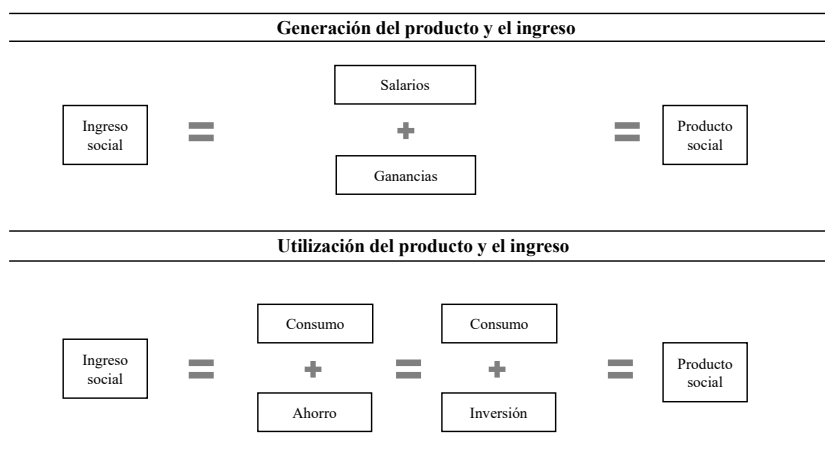 Generación del producto y el ingreso
Salarios
Ingreso
social
Producto
social
Ganancias
Utilización del producto y el ingreso
Consumo
Consumo
Ingreso
social
Producto
social
Ahorro
Inversión